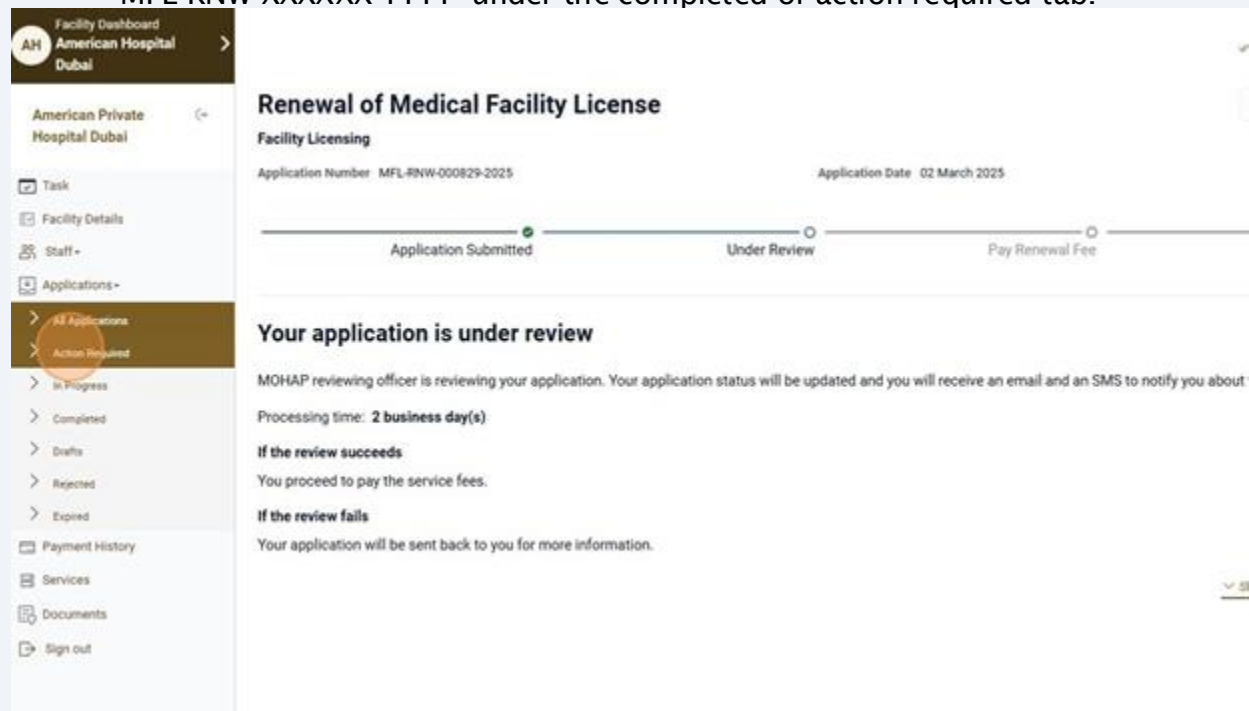 MFL-RNW-XXXXXX-YYYY" under the completed or action required tab.
Facility Dashboard
AH American Hospital
Dubai
American Private
Hospital Dubai
Task
Facility Details
Staff
Applications
All Applications
Action Required
In Progress
Completed
Drafts
Rejected
Expired
Payment History
Services
Documents
Sign out
Renewal of Medical Facility License
Facility Licensing
Application Number MFL-RNW-000829-2025 Application Date 02 March 2025
Application Submitted Under Review Pay Renewal Fee
Your application is under review
MOHAP reviewing officer is reviewing your application. Your application status will be updated and you will receive an email and an SMS to notify you about
Processing time: 2 business day(s)
If the review succeeds
You proceed to pay the service fees.
If the review fails
Your application will be sent back to you for more information.